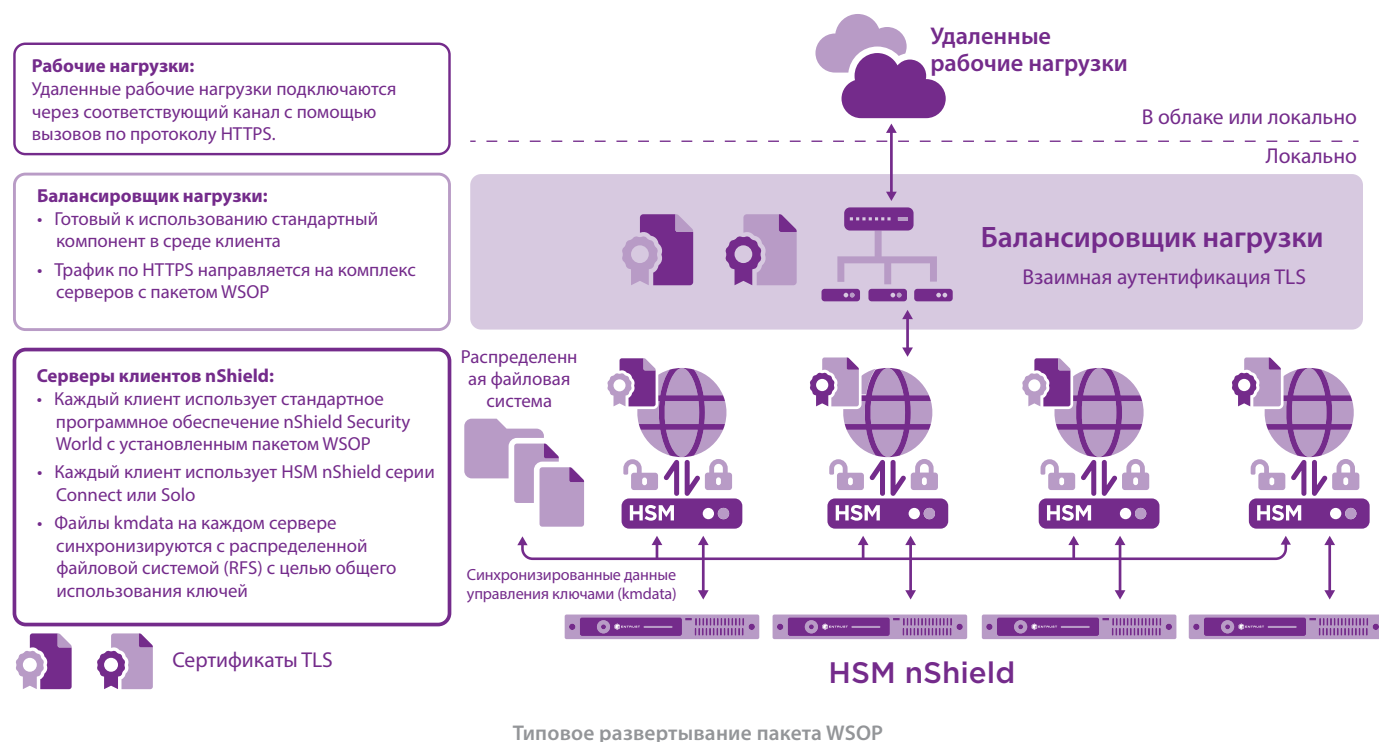 Рабочие нагрузки:
Удаленные рабочие нагрузки подключаются
через соответствующий канал с помощью
вызовов по протоколу HTTPS.
Балансировщик нагрузки:
• Готовый к использованию стандартный
компонент в среде клиента
• Трафик по HTTPS направляется на комплекс
серверов с пакетом WSOP
Серверы клиентов nShield:
• Каждый клиент использует стандартное
программное обеспечение nShield Security
World с установленным пакетом WSOP
• Каждый клиент использует HSM nShield серии
Connect или Solo
• Файлы kmdata на каждом сервере
синхронизируются с распределенной
файловой системой (RFS) с целью общего
использования ключей
Сертификаты TLS
Удаленные
рабочие нагрузки
В облаке или локально
Локально
Балансировщик нагрузки
Взаимная аутентификация TLS
Распределенн
ая файловая
система
HSM
HSM
HSM
HSM
Синхронизированные данные
управления ключами (kmdata)
ENTRUST
ENTRUST
ENTRUST
ENTRUST
HSM nShield
Типовое развертывание пакета WSOP